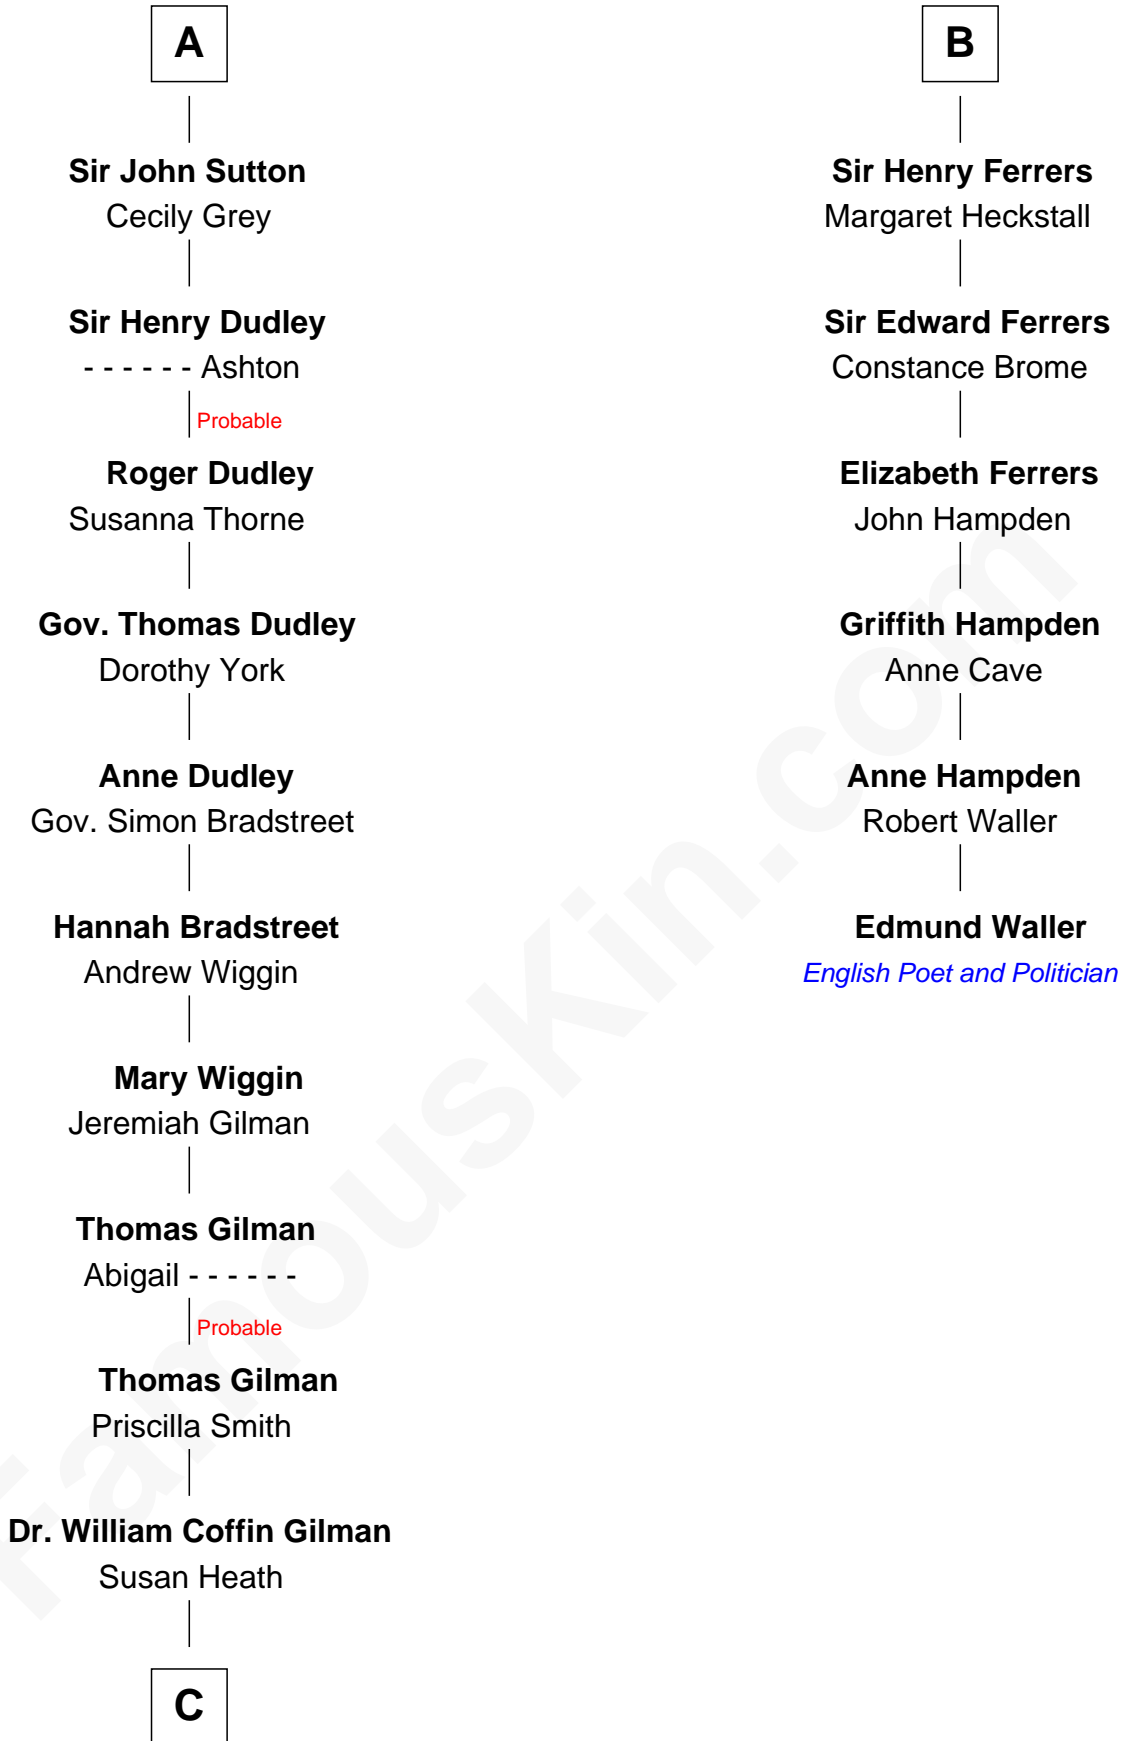 A
Sir John Sutton
Cecily Grey
Sir Henry Dudley
- - - - - - Ashton
Probable
Roger Dudley
Susanna Thorne
Gov. Thomas Dudley
Dorothy York
Anne Dudley
Gov. Simon Bradstreet
Hannah Bradstreet
Andrew Wiggin
Mary Wiggin
Jeremiah Gilman
Thomas Gilman
Abigail - - - - - -
Probable
Thomas Gilman
Priscilla Smith
Dr. William Coffin Gilman
Susan Heath
C
B
Sir Henry Ferrers
Margaret Heckstall
Sir Edward Ferrers
Constance Brome
Elizabeth Ferrers
John Hampden
Griffith Hampden
Anne Cave
Anne Hampden
Robert Waller
Edmund Waller
English Poet and Politician
FamousKin.com